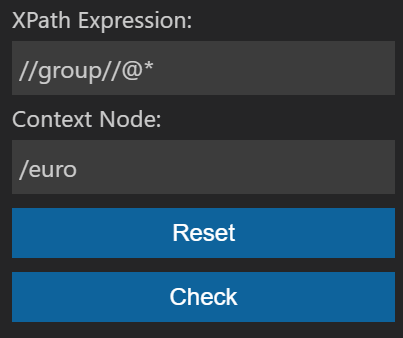 XPath Expression:
//group//@*
Context Node:
/euro
Reset
Check